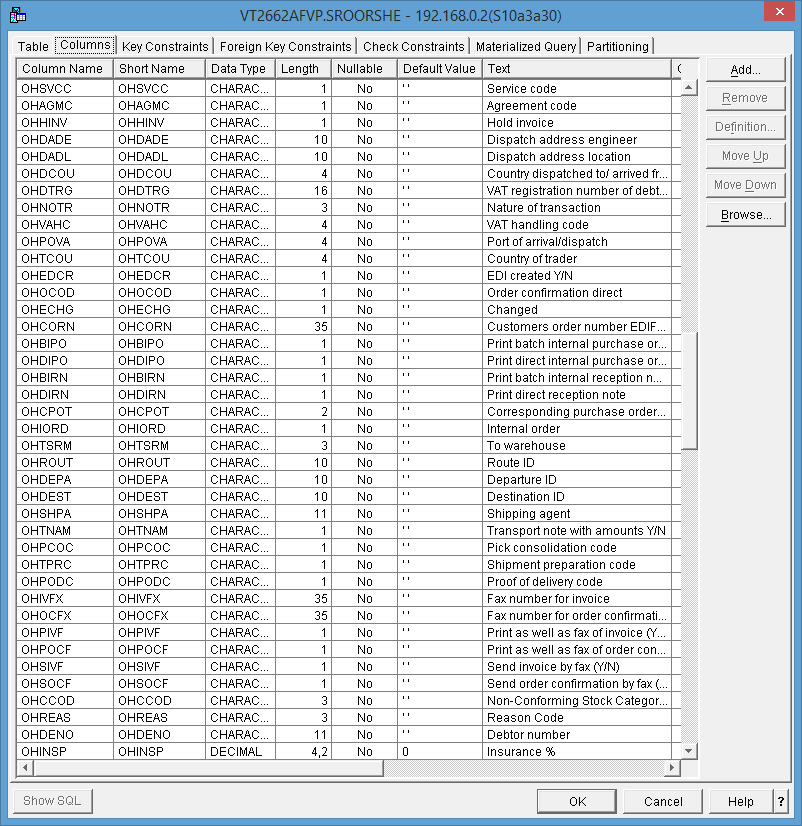 VT2662AFVP.SROORSHE - 192.168.0.2(S10a3a30)
Table Columns Key Constraints Foreign Key Constraints Check Constraints Materialized Query Partitioning
Column Name Short Name Data Type Length Nullable Default Value Text C
OHSVCC OHSVCC CHARAC... 1 No ' ' Service code
OHAGMC OHAGMC CHARAC... 1 No ' ' Agreement code
OHHINV OHHINV CHARAC... 1 No ' ' Hold invoice
OHDADE OHDADE CHARAC... 10 No ' ' Dispatch address engineer
OHDADL OHDADL CHARAC... 10 No ' ' Dispatch address location
OHDCOU OHDCOU CHARAC... 4 No ' ' Country dispatched to/ arrived fr...
OHDTRG OHDTRG CHARAC... 16 No ' ' VAT registration number of debt...
OHNOTR OHNOTR CHARAC... 3 No ' ' Nature of transaction
OHVAHC OHVAHC CHARAC... 4 No ' ' VAT handling code
OHPOVA OHPOVA CHARAC... 4 No ' ' Port of arrival/dispatch
OHTCOU OHTCOU CHARAC... 4 No ' ' Country of trader
OHEDCR OHEDCR CHARAC... 1 No ' ' EDI created Y/N
OHOCOD OHOCOD CHARAC... 1 No ' ' Order confirmation direct
OHECHG OHECHG CHARAC... 1 No ' ' Changed
OHCORN OHCORN CHARAC... 35 No ' ' Customers order number EDIF...
OHBIPO OHBIPO CHARAC... 1 No ' ' Print batch internal purchase or...
OHDIPO OHDIPO CHARAC... 1 No ' ' Print direct internal purchase or...
OHBIRN OHBIRN CHARAC... 1 No ' ' Print batch internal reception n...
OHDIRN OHDIRN CHARAC... 1 No ' ' Print direct reception note
OHCPOT OHCPOT CHARAC... 2 No ' ' Corresponding purchase order...
OHIORD OHIORD CHARAC... 1 No ' ' Internal order
OHTSRM OHTSRM CHARAC... 3 No ' ' To warehouse
OHROUT OHROUT CHARAC... 10 No ' ' Route ID
OHDEPA OHDEPA CHARAC... 10 No ' ' Departure ID
OHDEST OHDEST CHARAC... 10 No ' ' Destination ID
OHSHPA OHSHPA CHARAC... 11 No ' ' Shipping agent
OHTNAM OHTNAM CHARAC... 1 No ' ' Transport note with amounts Y/N
OHPCOC OHPCOC CHARAC... 1 No ' ' Pick consolidation code
OHTPRC OHTPRC CHARAC... 1 No ' ' Shipment preparation code
OHPODC OHPODC CHARAC... 1 No ' ' Proof of delivery code
OHIVFX OHIVFX CHARAC... 35 No ' ' Fax number for invoice
OHOCFX OHOCFX CHARAC... 35 No ' ' Fax number for order confirmati...
OHPIVF OHPIVF CHARAC... 1 No ' ' Print as well as fax of invoice (Y...
OHPOCF OHPOCF CHARAC... 1 No ' ' Print as well as fax of order con...
OHSIVF OHSIVF CHARAC... 1 No ' ' Send invoice by fax (Y/N)
OHSOCF OHSOCF CHARAC... 1 No ' ' Send order confirmation by fax (...
OHCCOD OHCCOD CHARAC... 3 No ' ' Non-Conforming Stock Categor...
OHREAS OHREAS CHARAC... 3 No ' ' Reason Code
OHDENO OHDENO CHARAC... 11 No ' ' Debtor number
OHINSP OHINSP DECIMAL 4,2 No 0 Insurance %
Add...
Remove
Definition...
Move Up
Move Down
Browse...
Show SQL OK Cancel Help ?